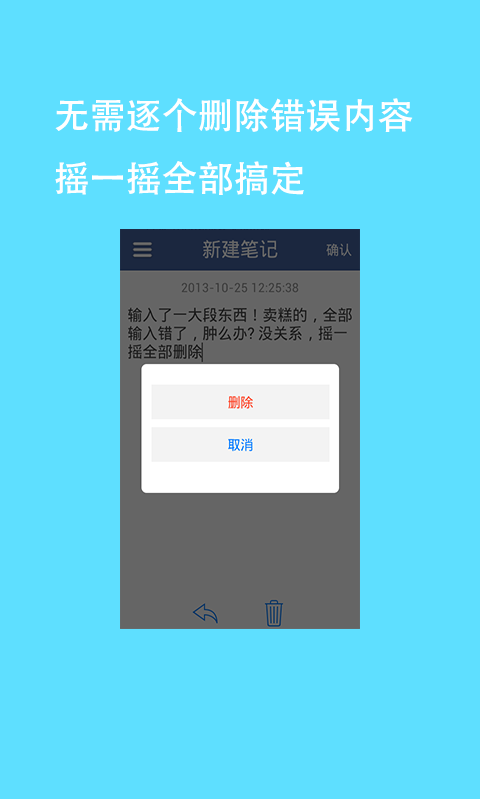 无需逐个删除错误内容
摇一摇全部搞定
新建笔记
确认
2013-10-25 12:25:38
输入了一大段东西！卖糕的，全部
输入错了，肿么办? 没关系，摇一
摇全部删除
删除
取消